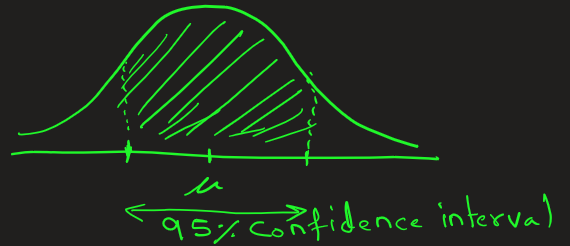 μ
95% Confidence interval